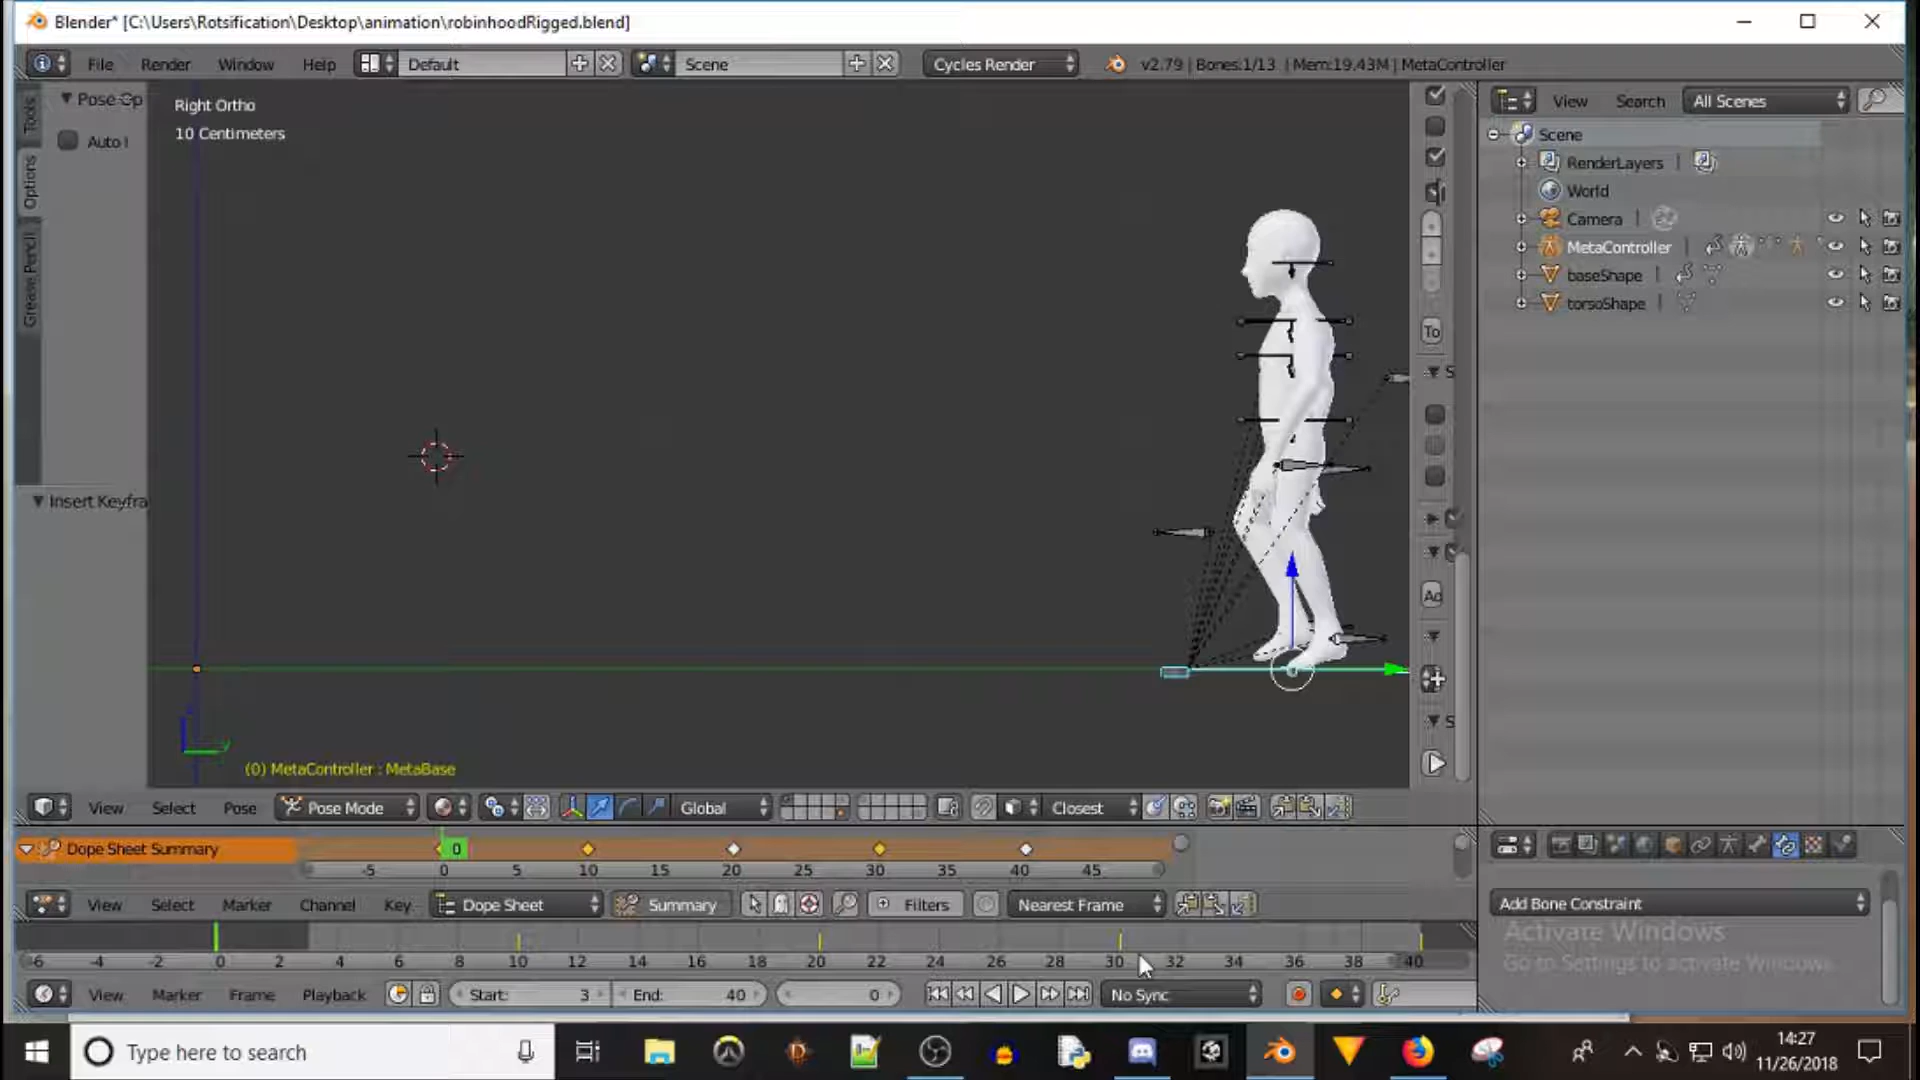 Blender* [C:\Users\Rotsification\Desktop\animation\robinhoodRigged.blend]
File Render Window Help Default Scene Cycles Render v2.79 | Bones:1/13 | Mem:19.43M | MetaController
Tools
Options
Grease Pencil
Pose Op
Auto I
Insert Keyfra
Right Ortho
10 Centimeters
(0) MetaController : MetaBase
To
S
Ad
S
View Search All Scenes
Scene
RenderLayers
World
Camera
MetaController
baseShape
torsoShape
View Select Pose Pose Mode Global Closest
Dope Sheet Summary 0
-5 0 5 10 15 20 25 30 35 40 45
View Select Marker Channel Key Dope Sheet Summary Filters Nearest Frame
-6 -4 -2 0 2 4 6 8 10 12 14 16 18 20 22 24 26 28 30 32 34 36 38 40
View Marker Frame Playback Start: 3 End: 40 0 No Sync
Add Bone Constraint
Activate Windows
Go to Settings to activate Windows.
Type here to search
14:27
11/26/2018